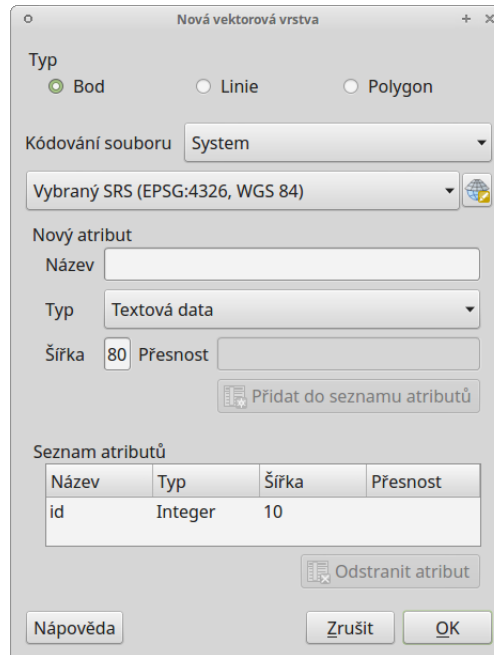 Nová vektorová vrstva
Typ
Bod Linie Polygon
Kódování souboru System
Vybraný SRS (EPSG:4326, WGS 84)
Nový atribut
Název
Typ Textová data
Šířka 80 Přesnost
Přidat do seznamu atributů
Seznam atributů
Název Typ Šířka Přesnost
id Integer 10
Odstranit atribut
Nápověda Zrušit OK